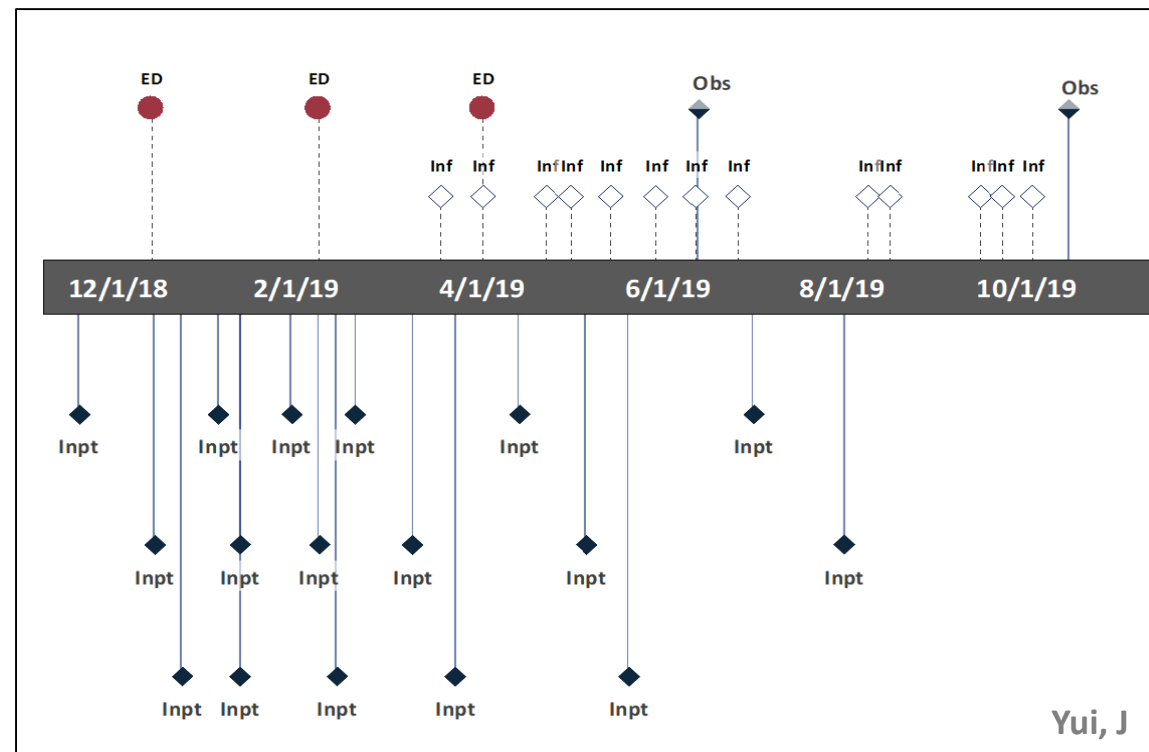 ED ED ED Obs Obs
Inf Inf Inf Inf Inf Inf Inf Inf Inf Inf Inf Inf Inf
12/1/18 2/1/19 4/1/19 6/1/19 8/1/19 10/1/19
Inpt Inpt Inpt Inpt Inpt Inpt
Inpt Inpt Inpt Inpt Inpt Inpt
Inpt Inpt Inpt Inpt Inpt
Yui, J